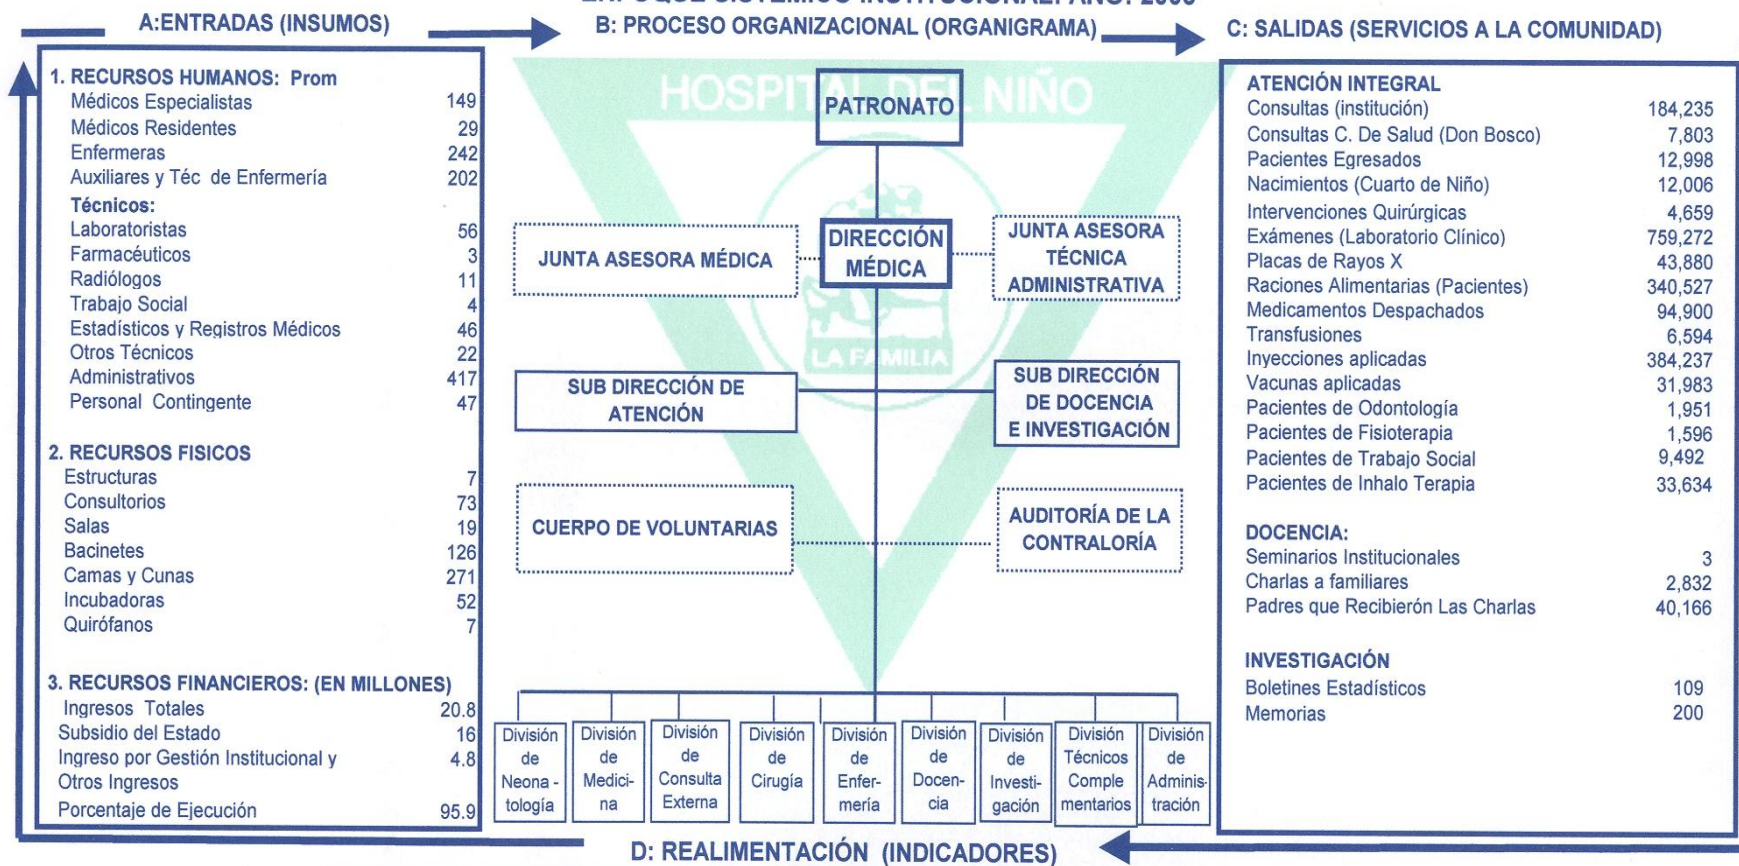 A:ENTRADAS (INSUMOS)
B: PROCESO ORGANIZACIONAL (ORGANIGRAMA)
C: SALIDAS (SERVICIOS A LA COMUNIDAD)
1. RECURSOS HUMANOS: Prom
Médicos Especialistas 149
Médicos Residentes 29
Enfermeras 242
Auxiliares y Téc de Enfermería 202
Técnicos:
Laboratoristas 56
Farmacéuticos 3
Radiólogos 11
Trabajo Social 4
Estadísticos y Registros Médicos 46
Otros Técnicos 22
Administrativos 417
Personal Contingente 47
2. RECURSOS FISICOS
Estructuras 7
Consultorios 73
Salas 19
Bacinetes 126
Camas y Cunas 271
Incubadoras 52
Quirófanos 7
3. RECURSOS FINANCIEROS: (EN MILLONES)
Ingresos Totales 20.8
Subsidio del Estado 16
Ingreso por Gestión Institucional y 4.8
Otros Ingresos
Porcentaje de Ejecución 95.9
HOSPITAL DEL NIÑO
PATRONATO
JUNTA ASESORA MÉDICA
DIRECCIÓN
MÉDICA
JUNTA ASESORA
TÉCNICA
ADMINISTRATIVA
LA FAMILIA
SUB DIRECCIÓN DE
ATENCIÓN
SUB DIRECCIÓN
DE DOCENCIA
E INVESTIGACIÓN
CUERPO DE VOLUNTARIAS
AUDITORÍA DE LA
CONTRALORÍA
División
de
Neona -
tología
División
de
Medici-
na
División
de
Consulta
Externa
División
de
Cirugía
División
de
Enfer-
mería
División
de
Docen-
cia
División
de
Investi-
gación
División
Técnicos
Comple
mentarios
División
de
Adminis-
tración
ATENCIÓN INTEGRAL
Consultas (institución) 184,235
Consultas C. De Salud (Don Bosco) 7,803
Pacientes Egresados 12,998
Nacimientos (Cuarto de Niño) 12,006
Intervenciones Quirúrgicas 4,659
Exámenes (Laboratorio Clínico) 759,272
Placas de Rayos X 43,880
Raciones Alimentarias (Pacientes) 340,527
Medicamentos Despachados 94,900
Transfusiones 6,594
Inyecciones aplicadas 384,237
Vacunas aplicadas 31,983
Pacientes de Odontología 1,951
Pacientes de Fisioterapia 1,596
Pacientes de Trabajo Social 9,492
Pacientes de Inhalo Terapia 33,634
DOCENCIA:
Seminarios Institucionales 3
Charlas a familiares 2,832
Padres que Recibierón Las Charlas 40,166
INVESTIGACIÓN
Boletines Estadísticos 109
Memorias 200
D: REALIMENTACIÓN (INDICADORES)